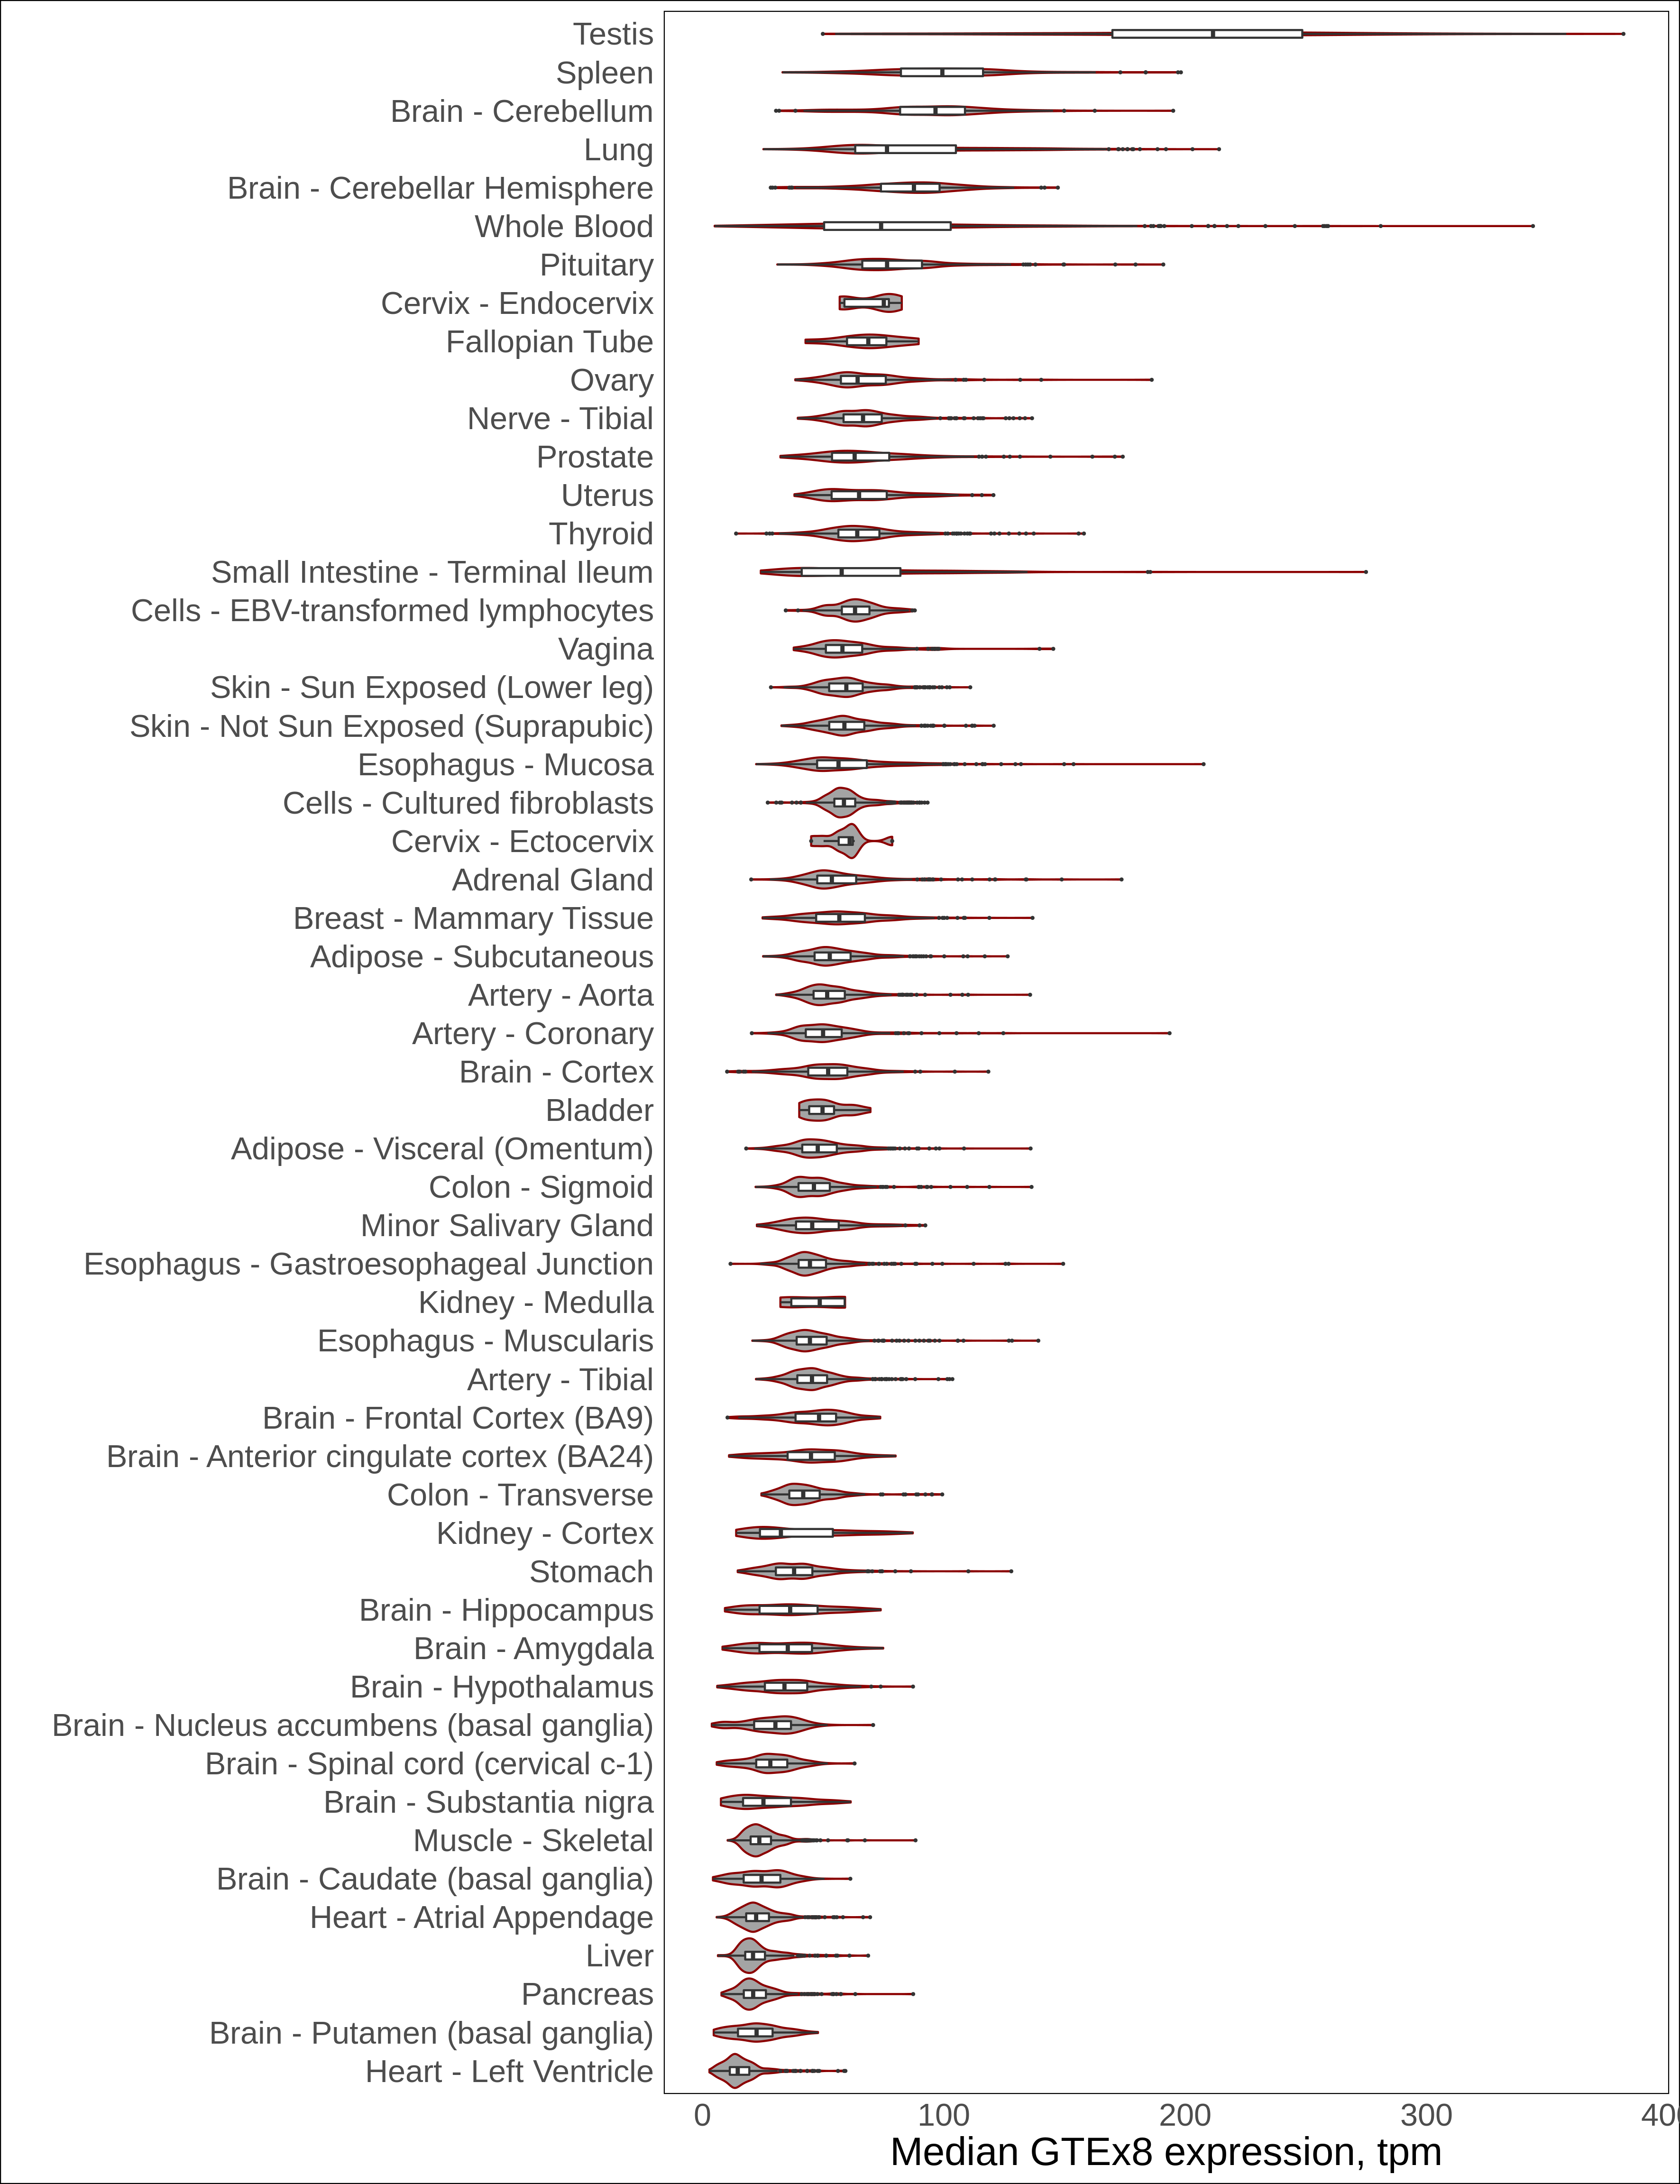 Testis
Spleen
Brain - Cerebellum
Lung
Brain - Cerebellar Hemisphere
Whole Blood
Pituitary
Cervix - Endocervix
Fallopian Tube
Ovary
Nerve - Tibial
Prostate
Uterus
Thyroid
Small Intestine - Terminal Ileum
Cells - EBV-transformed lymphocytes
Vagina
Skin - Sun Exposed (Lower leg)
Skin - Not Sun Exposed (Suprapubic)
Esophagus - Mucosa
Cells - Cultured fibroblasts
Cervix - Ectocervix
Adrenal Gland
Breast - Mammary Tissue
Adipose - Subcutaneous
Artery - Aorta
Artery - Coronary
Brain - Cortex
Bladder
Adipose - Visceral (Omentum)
Colon - Sigmoid
Minor Salivary Gland
Esophagus - Gastroesophageal Junction
Kidney - Medulla
Esophagus - Muscularis
Artery - Tibial
Brain - Frontal Cortex (BA9)
Brain - Anterior cingulate cortex (BA24)
Colon - Transverse
Kidney - Cortex
Stomach
Brain - Hippocampus
Brain - Amygdala
Brain - Hypothalamus
Brain - Nucleus accumbens (basal ganglia)
Brain - Spinal cord (cervical c-1)
Brain - Substantia nigra
Muscle - Skeletal
Brain - Caudate (basal ganglia)
Heart - Atrial Appendage
Liver
Pancreas
Brain - Putamen (basal ganglia)
Heart - Left Ventricle
0 100 200 300
Median GTEx8 expression, tpm